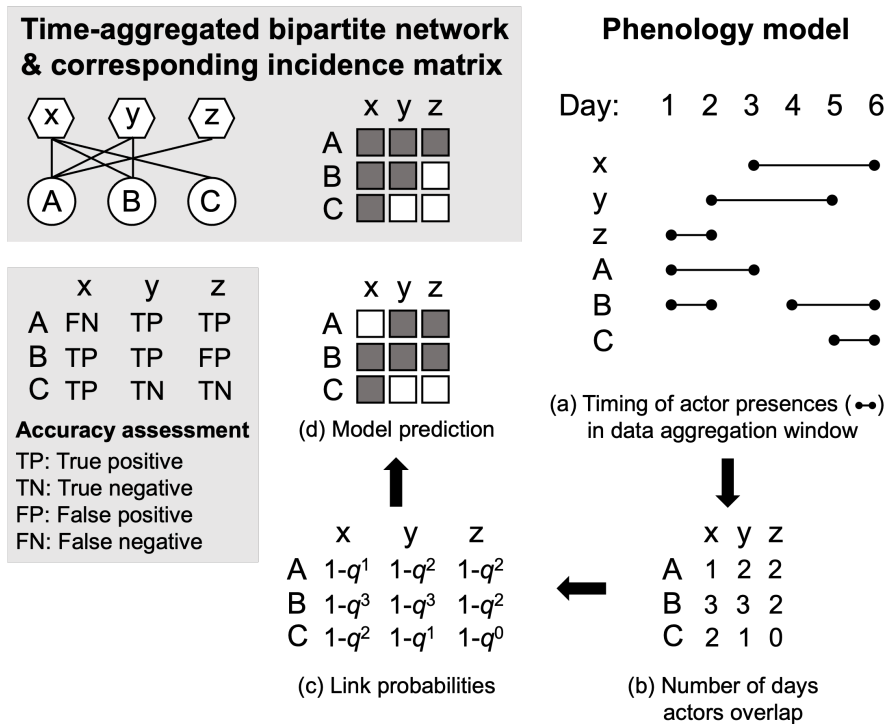 Time-aggregated bipartite network
& corresponding incidence matrix
x y z
A B C
x y z
A
B
C
Phenology model
Day: 1 2 3 4 5 6
x
y
z
A
B
C
(a) Timing of actor presences ( )
in data aggregation window
x y z
A 1 2 2
B 3 3 2
C 2 1 0
(b) Number of days
actors overlap
x y z
A 1-q¹ 1-q² 1-q²
B 1-q³ 1-q³ 1-q²
C 1-q² 1-q¹ 1-q⁰
(c) Link probabilities
x y z
A
B
C
(d) Model prediction
x y z
A FN TP TP
B TP TP FP
C TP TN TN
Accuracy assessment
TP: True positive
TN: True negative
FP: False positive
FN: False negative